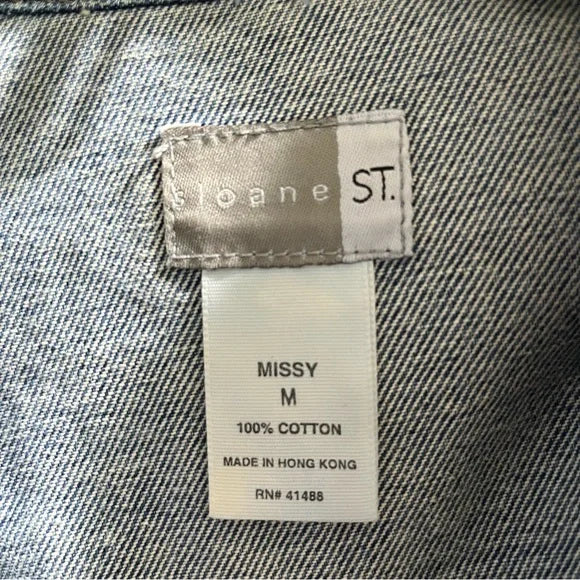 sloane ST.
MISSY
M
100% COTTON
MADE IN HONG KONG
RN# 41488